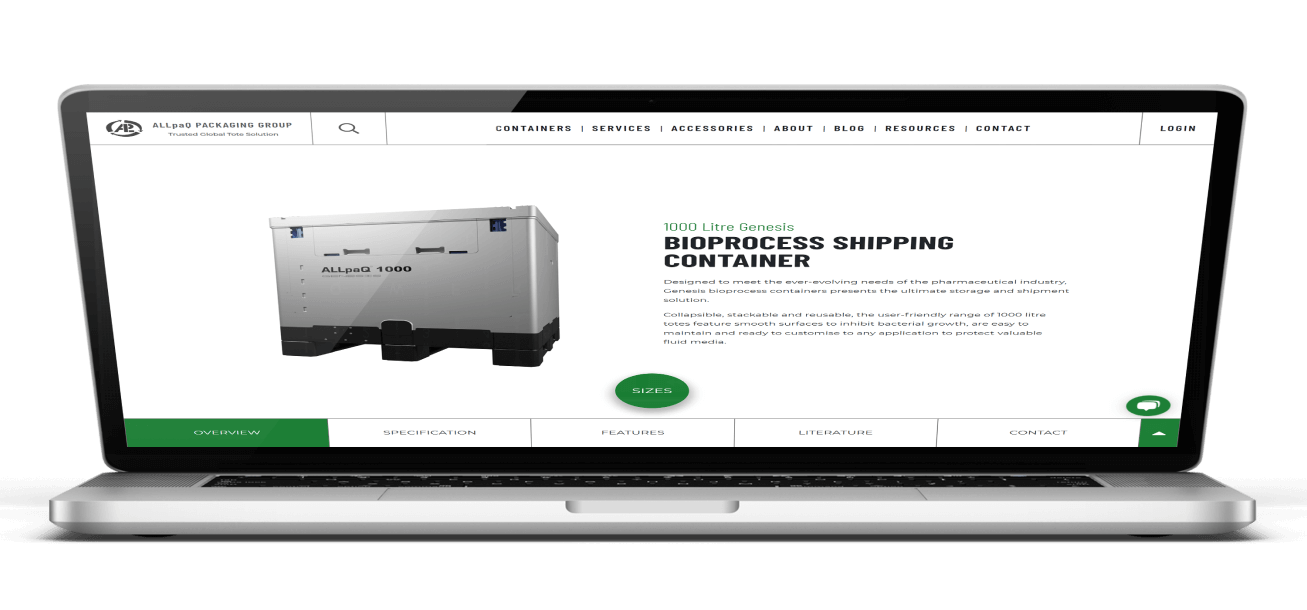 ALLpaQ PACKAGING GROUP
Trusted Global Tote Solution
CONTAINERS | SERVICES | ACCESSORIES | ABOUT | BLOG | RESOURCES | CONTACT
LOGIN
ALLpaQ 1000
1000 Litre Genesis
BIOPROCESS SHIPPING
CONTAINER
Designed to meet the ever-evolving needs of the pharmaceutical industry,
Genesis bioprocess containers presents the ultimate storage and shipment
solution.
Collapsible, stackable and reusable, the user-friendly range of 1000 litre
totes feature smooth surfaces to inhibit bacterial growth, are easy to
maintain and ready to customise to any application to protect valuable
fluid media.
SIZES
OVERVIEW
SPECIFICATION
FEATURES
LITERATURE
CONTACT